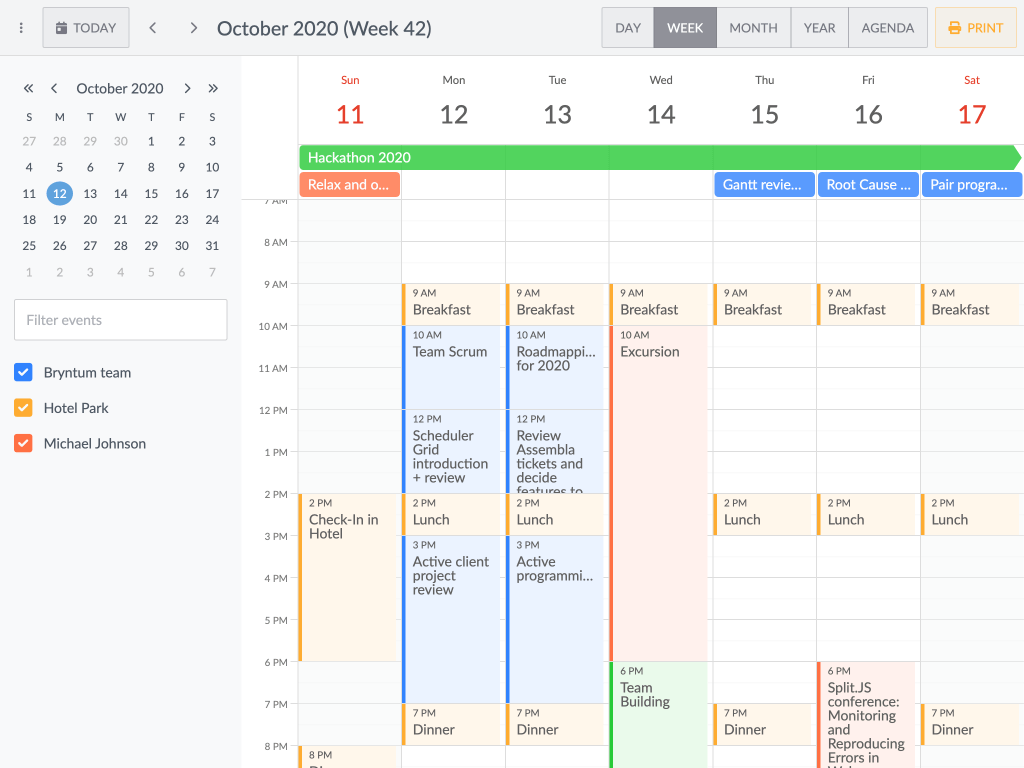 TODAY
October 2020 (Week 42)
DAY
WEEK
MONTH
YEAR
AGENDA
PRINT
October 2020
S M T W T F S
27 28 29 30 1 2 3
4 5 6 7 8 9 10
11 12 13 14 15 16 17
18 19 20 21 22 23 24
25 26 27 28 29 30 31
1 2 3 4 5 6 7
Filter events
Bryntum team
Hotel Park
Michael Johnson
Sun Mon Tue Wed Thu Fri Sat
11 12 13 14 15 16 17
Hackathon 2020
Relax and o...
Gantt revie...
Root Cause ...
Pair progra...
7 AM
8 AM
9 AM
10 AM
11 AM
12 PM
1 PM
2 PM
3 PM
4 PM
5 PM
6 PM
7 PM
8 PM
2 PM
Check-In in
Hotel
8 PM
9 AM
Breakfast
10 AM
Team Scrum
12 PM
Scheduler
Grid
introduction
+ review
2 PM
Lunch
3 PM
Active client
project
review
7 PM
Dinner
9 AM
Breakfast
10 AM
Roadmappi...
for 2020
12 PM
Review
Assembla
tickets and
decide
features to
2 PM
Lunch
3 PM
Active
programmi...
7 PM
Dinner
9 AM
Breakfast
10 AM
Excursion
6 PM
Team
Building
9 AM
Breakfast
2 PM
Lunch
7 PM
Dinner
9 AM
Breakfast
2 PM
Lunch
6 PM
Split.JS
conference:
Monitoring
and
Reproducing
Errors in
9 AM
Breakfast
2 PM
Lunch
7 PM
Dinner